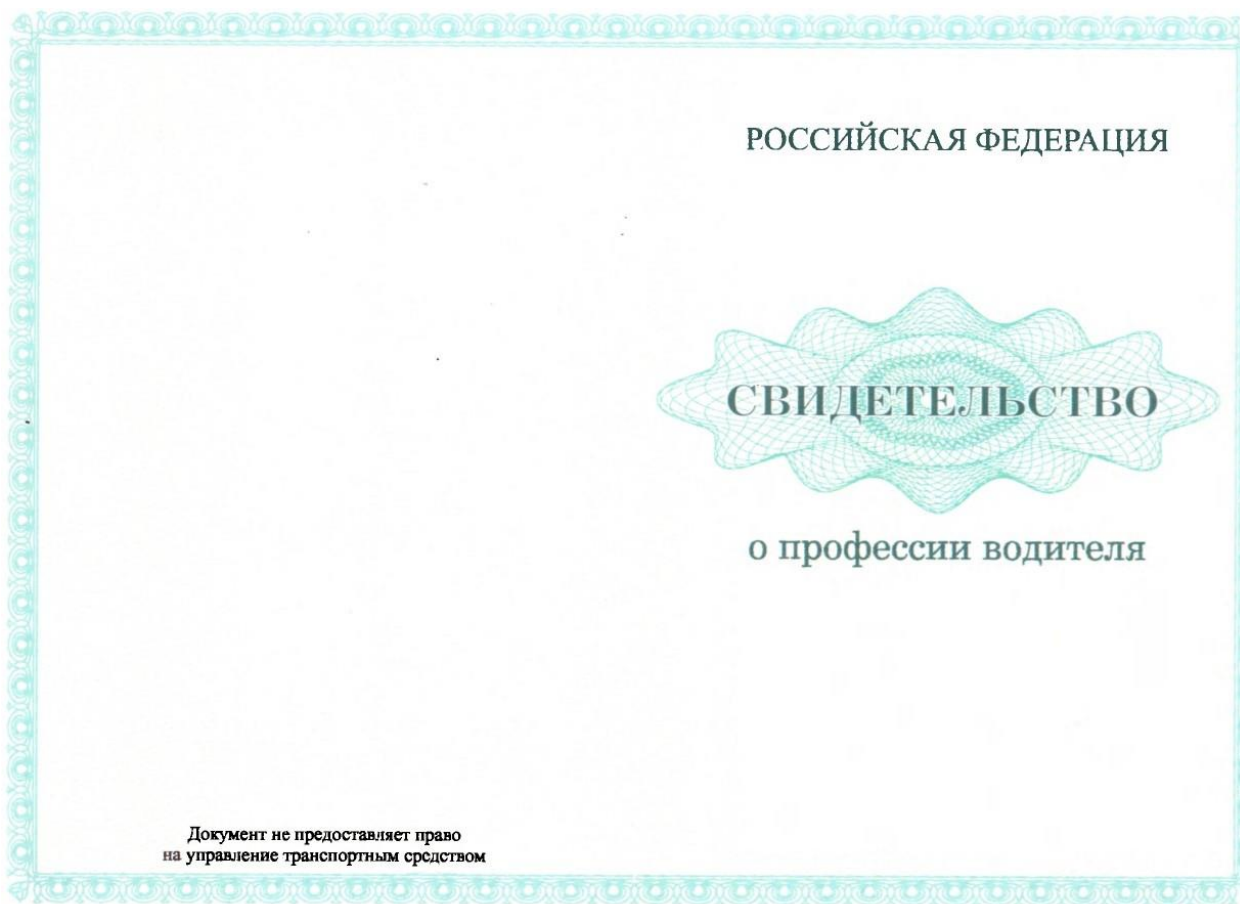 РОССИЙСКАЯ ФЕДЕРАЦИЯ
СВИДЕТЕЛЬСТВО
о профессии водителя
Документ не предоставляет право
на управление транспортным средством